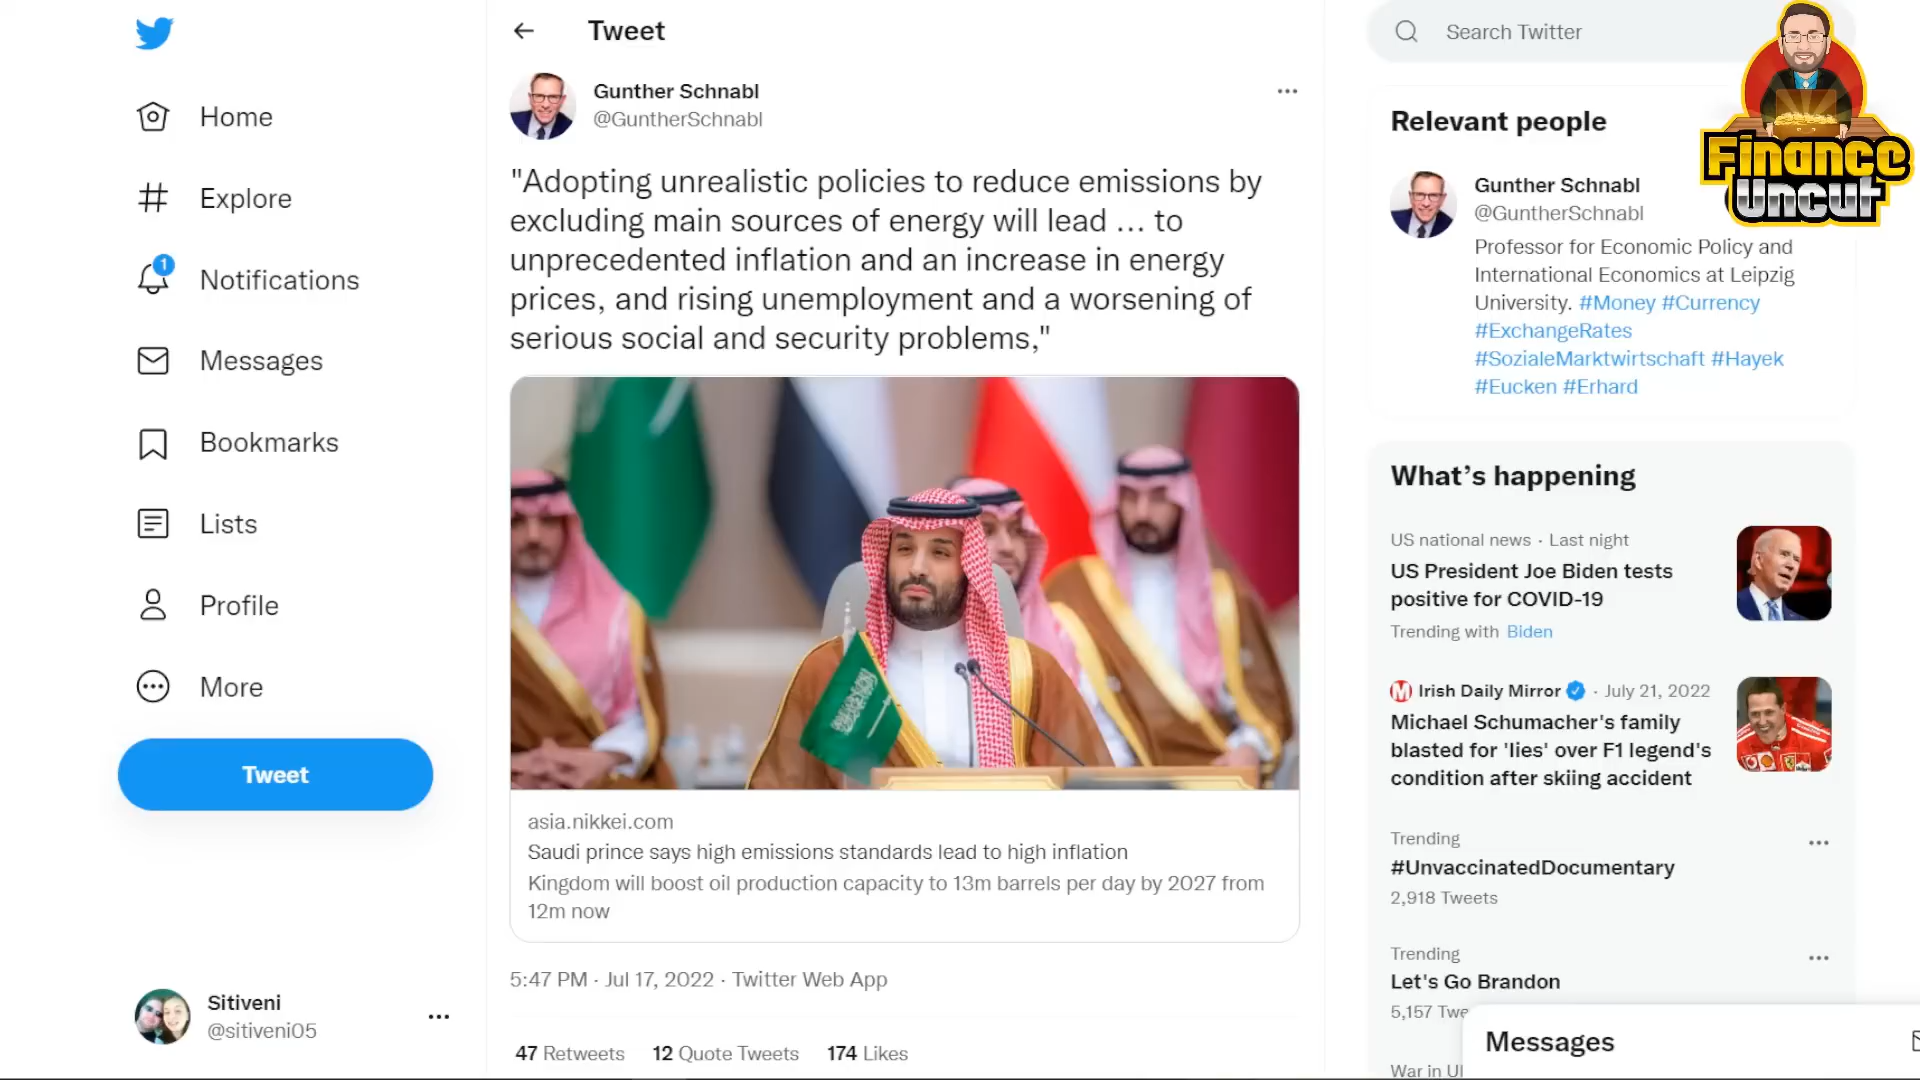 Home
Explore
1
Notifications
Messages
Bookmarks
Lists
Profile
More
Tweet
Sitiveni
@sitiveni05
Tweet
Gunther Schnabl
@GuntherSchnabl
"Adopting unrealistic policies to reduce emissions by
excluding main sources of energy will lead ... to
unprecedented inflation and an increase in energy
prices, and rising unemployment and a worsening of
serious social and security problems,"
asia.nikkei.com
Saudi prince says high emissions standards lead to high inflation
Kingdom will boost oil production capacity to 13m barrels per day by 2027 from
12m now
5:47 PM · Jul 17, 2022 · Twitter Web App
47 Retweets 12 Quote Tweets 174 Likes
Search Twitter
Finance
Uncut
Relevant people
Gunther Schnabl
@GuntherSchnabl
Professor for Economic Policy and
International Economics at Leipzig
University. #Money #Currency
#ExchangeRates
#SozialeMarktwirtschaft #Hayek
#Eucken #Erhard
What's happening
US national news · Last night
US President Joe Biden tests
positive for COVID-19
Trending with Biden
Irish Daily Mirror · July 21, 2022
Michael Schumacher's family
blasted for 'lies' over F1 legend's
condition after skiing accident
Trending
#UnvaccinatedDocumentary
2,918 Tweets
Trending
Let's Go Brandon
5,157 Twe
Messages
War in